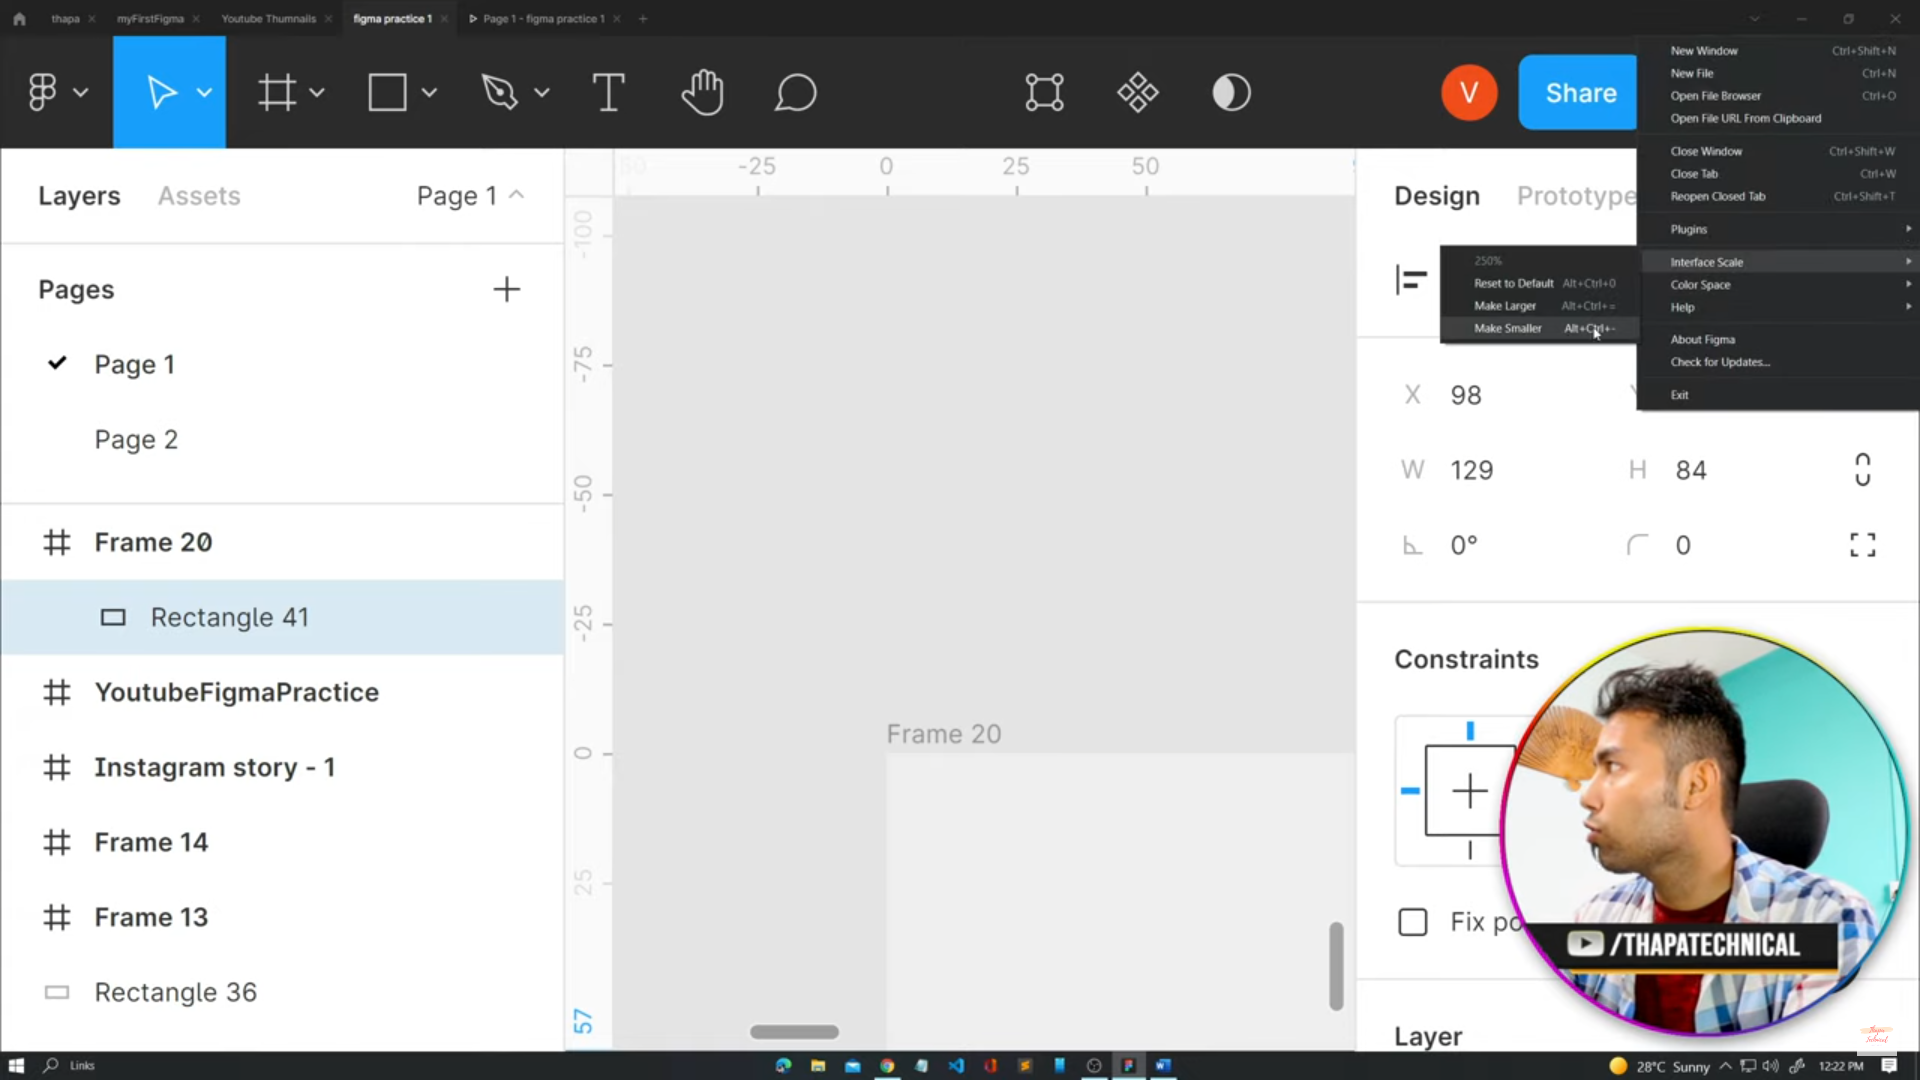 thapa
myFirstFigma
Youtube Thumnails
figma practice 1
Page 1 - figma practice 1
V
Share
New Window Ctrl+Shift+N
New File Ctrl+N
Open File Browser Ctrl+O
Open File URL From Clipboard
Close Window Ctrl+Shift+W
Close Tab Ctrl+W
Reopen Closed Tab Ctrl+Shift+T
Plugins
Interface Scale
Color Space
Help
About Figma
Check for Updates...
Exit
250%
Reset to Default Alt+Ctrl+0
Make Larger Alt+Ctrl+=
Make Smaller Alt+Ctrl+-
Layers
Assets
Page 1
Pages
Page 1
Page 2
Frame 20
Rectangle 41
YoutubeFigmaPractice
Instagram story - 1
Frame 14
Frame 13
Rectangle 36
-25 0 25 50
-100
-75
-50
-25
0
25
57
Frame 20
Design
Prototype
X 98
W 129
H 84
0°
0
Constraints
Fix po
Layer
/THAPATECHNICAL
thapa
Technical
Links
28°C Sunny
12:22 PM